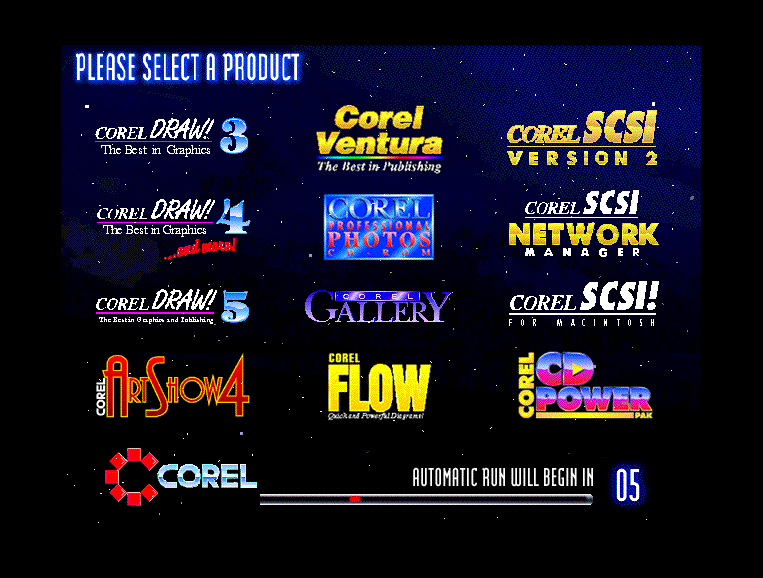 PLEASE SELECT A PRODUCT
COREL DRAW! 3
The Best in Graphics
Corel
Ventura
The Best in Publishing
COREL SCSI
VERSION 2
COREL DRAW! 4
The Best in Graphics
...and more!
COREL
PROFESSIONAL
PHOTOS
CD-ROM
COREL SCSI
NETWORK
MANAGER
COREL DRAW! 5
The Best in Graphics and Publishing
COREL
GALLERY
COREL SCSI!
FOR MACINTOSH
COREL ARTSHOW 4
COREL
FLOW
Quick and Powerful Diagrams!
COREL CD
POWER
PAK
COREL
AUTOMATIC RUN WILL BEGIN IN 05